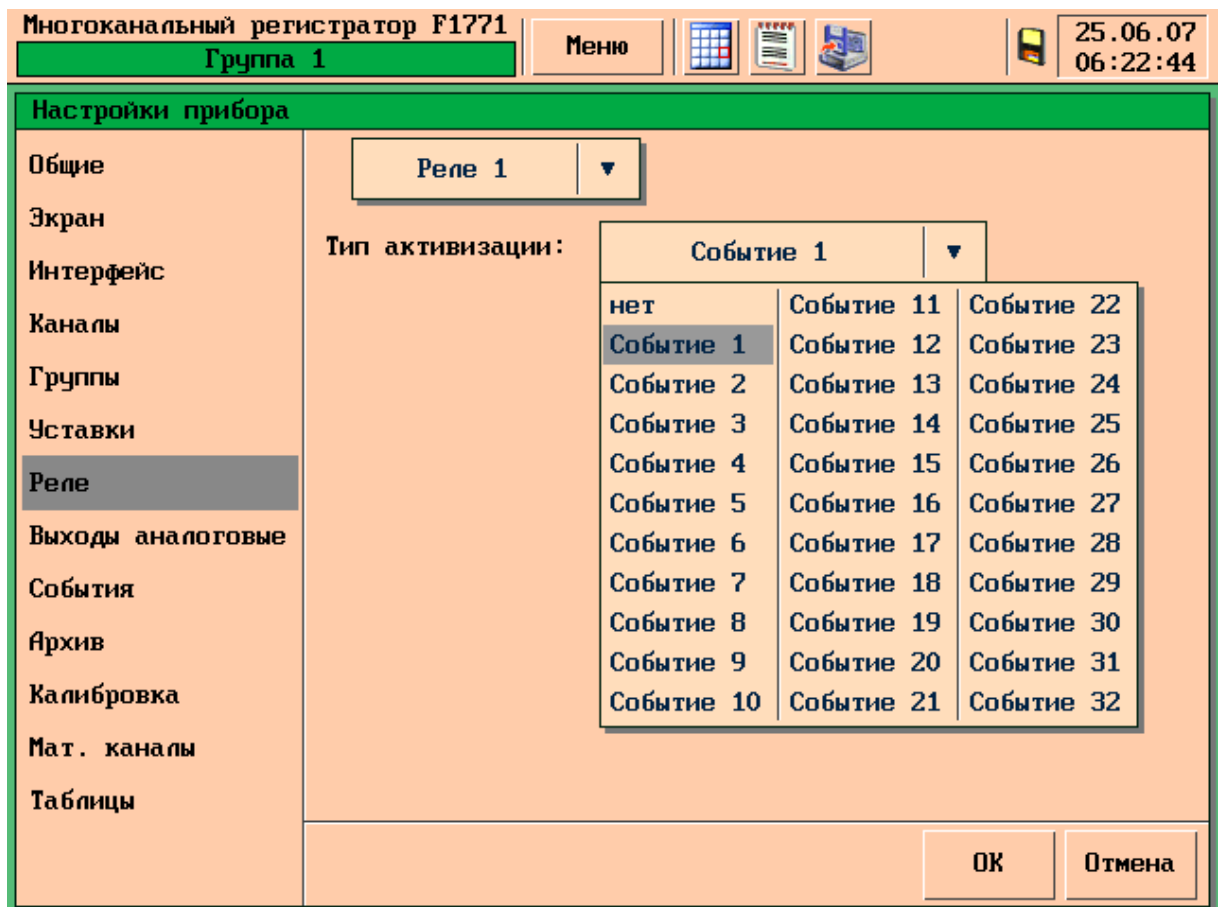 Многоканальный регистратор F1771
Группа 1
Меню
25.06.07
06:22:44
Настройки прибора
Общие
Экран
Интерфейс
Каналы
Группы
Уставки
Реле
Выходы аналоговые
События
Архив
Калибровка
Мат. каналы
Таблицы
Реле 1
Тип активизации:
Событие 1
нет
Событие 1
Событие 2
Событие 3
Событие 4
Событие 5
Событие 6
Событие 7
Событие 8
Событие 9
Событие 10
Событие 11
Событие 12
Событие 13
Событие 14
Событие 15
Событие 16
Событие 17
Событие 18
Событие 19
Событие 20
Событие 21
Событие 22
Событие 23
Событие 24
Событие 25
Событие 26
Событие 27
Событие 28
Событие 29
Событие 30
Событие 31
Событие 32
ОК
Отмена